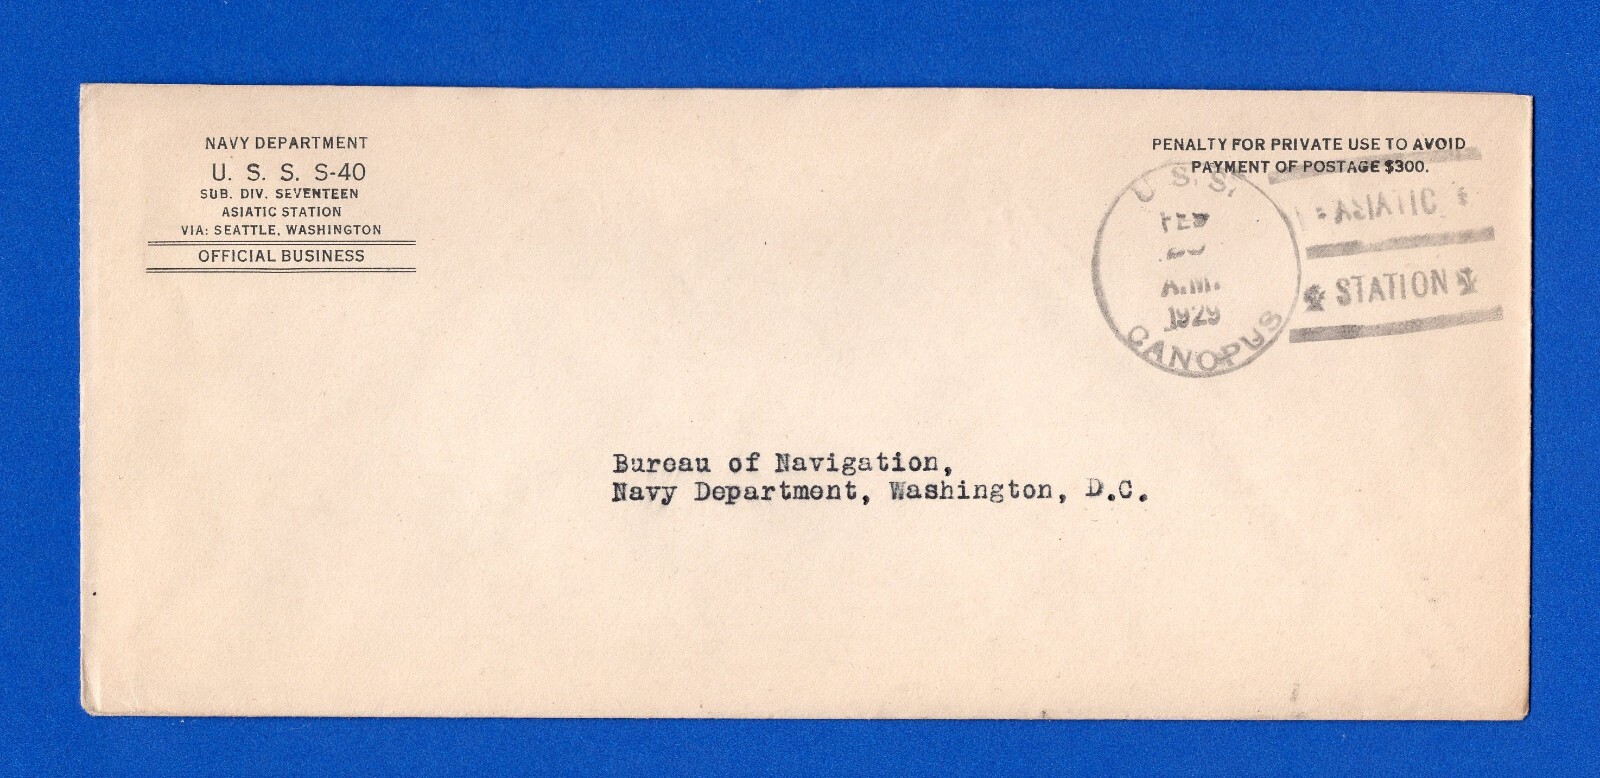 NAVY DEPARTMENT
U. S. S. S-40
SUB. DIV. SEVENTEEN
ASIATIC STATION
VIA: SEATTLE, WASHINGTON
OFFICIAL BUSINESS
PENALTY FOR PRIVATE USE TO AVOID
PAYMENT OF POSTAGE $300.
U. S. S.
FEB
A.M.
1929
CANOPUS
ASIATIC
STATION
Bureau of Navigation,
Navy Department, Washington, D.C.